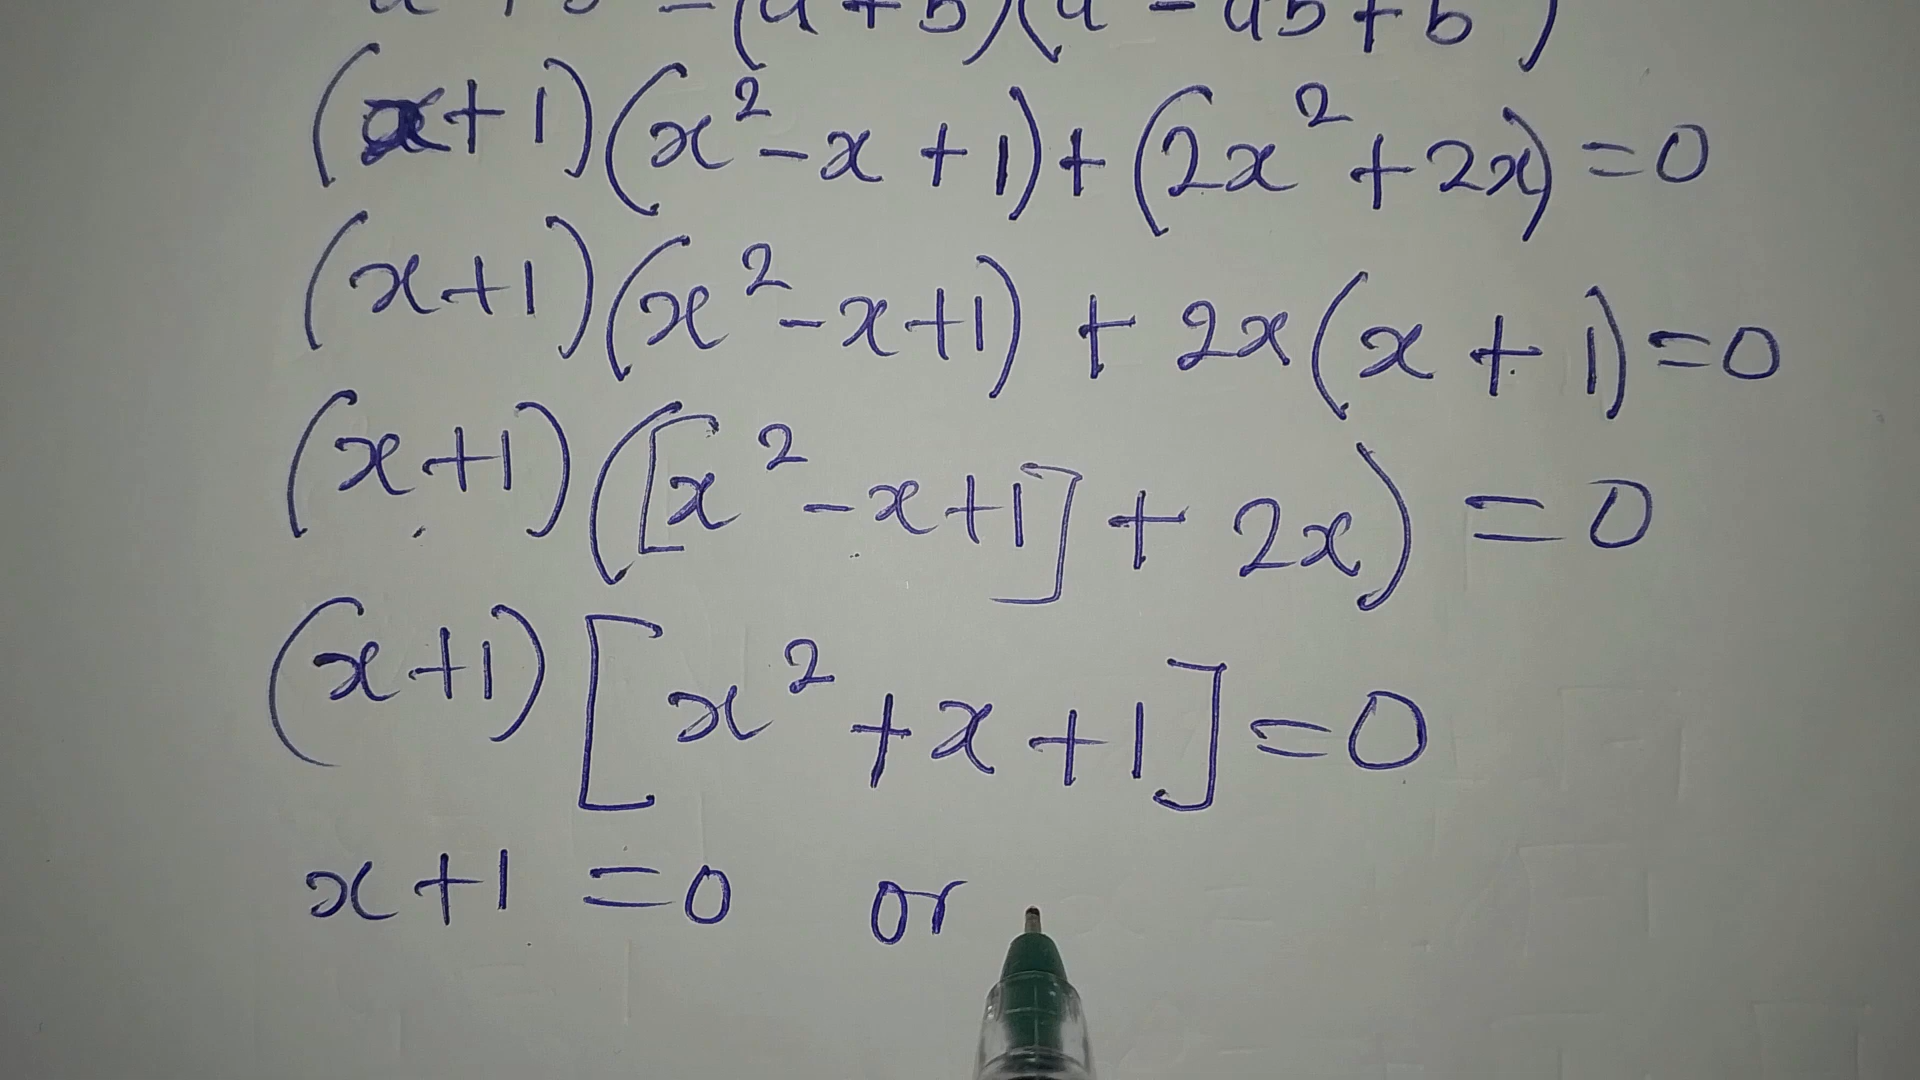 = (a + b)(a - ab + b )
(x+1)(x²-x+1)+(2x²+2x)=0
(x+1)(x²-x+1) + 2x(x+1)=0
(x+1)([x²-x+1] + 2x) = 0
(x+1)[x²+x+1]=0
x+1 =0 or